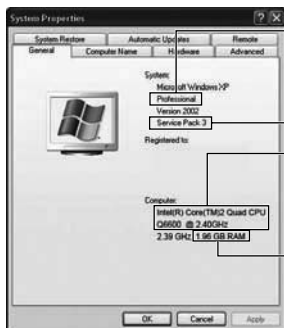 System Properties
System Restore Automatic Updates Remote
General Computer Name Hardware Advanced
System:
Microsoft Windows XP
Professional
Version 2002
Service Pack 3
Registered to:
Computer:
Intel(R) Core(TM)2 Quad CPU
Q6600 @ 2.40GHz
2.39 GHz, 1.96 GB RAM
OK Cancel Apply